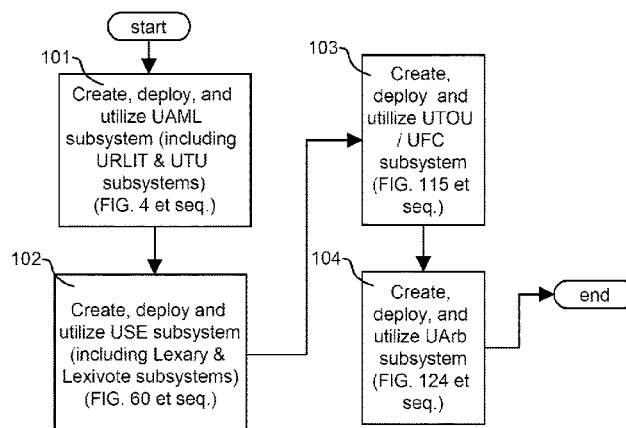 start
101
Create, deploy, and
utilize UAML
subsystem (including
URLIT & UTU
subsystems)
(FIG. 4 et seq.)
102
Create, deploy and
utilize USE subsystem
(including Lexary &
Lexivote subsystems)
(FIG. 60 et seq.)
103
Create,
deploy and
utillize UTOU
/ UFC
subsystem
(FIG. 115 et
seq.)
104
Create,
deploy, and
utilize UArb
subsystem
(FIG. 124 et
seq.)
end